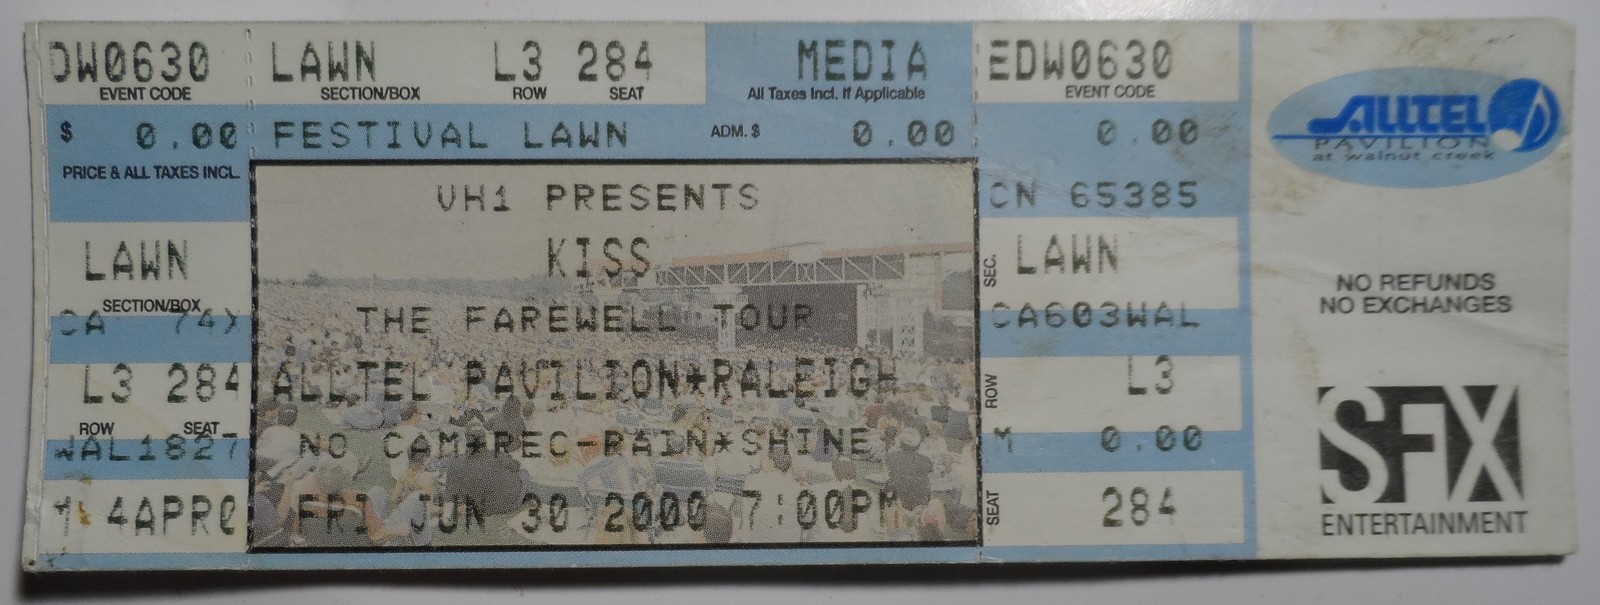 DW0630
EVENT CODE
$ 0.00
PRICE & ALL TAXES INCL.
LAWN
SECTION/BOX
CA 74X
L3 284
ROW SEAT
WAL1827
4APR0
LAWN L3 284 MEDIA
SECTION/BOX ROW SEAT All Taxes Incl. If Applicable
FESTIVAL LAWN ADM. $ 0.00
VH1 PRESENTS
KISS
THE FAREWELL TOUR
ALLTEL PAVILION*RALEIGH
NO CAM*REC-RAIN*SHINE
FRI JUN 30 2000 7:00PM
EDW0630
EVENT CODE
0.00
CN 65385
SEC. LAWN
CA603WAL
ROW L3
M 0.00
SEAT 284
ALLTEL
PAVILION
at walnut creek
NO REFUNDS
NO EXCHANGES
SFX
ENTERTAINMENT